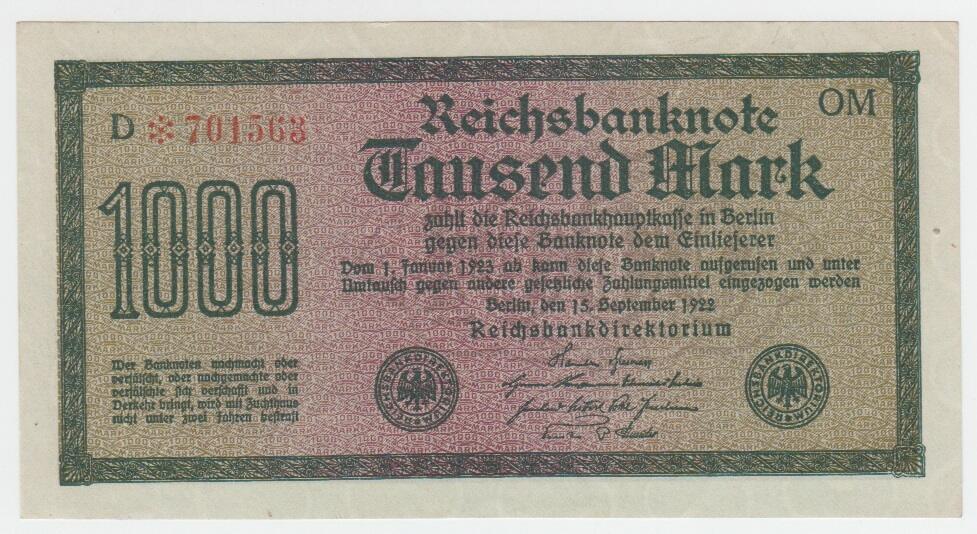 D * 701563
OM
Reichsbanknote
Tausend Mark
zahlt die Reichsbankhauptkasse in Berlin
gegen diese Banknote dem Einlieferer
Vom 1. Januar 1923 ab kann diese Banknote aufgerufen und unter
Umtausch gegen andere gesetzliche Zahlungsmittel eingezogen werden
Berlin, den 15. September 1922
Reichsbankdirektorium
1000
Wer Banknoten nachmacht oder
verfälscht, oder nachgemachte oder
verfälschte sich verschafft und in
Verkehr bringt, wird mit Zuchthaus
nicht unter zwei Jahren bestraft
REICHSBANKDIREKTORIUM
REICHSBANKDIREKTORIUM